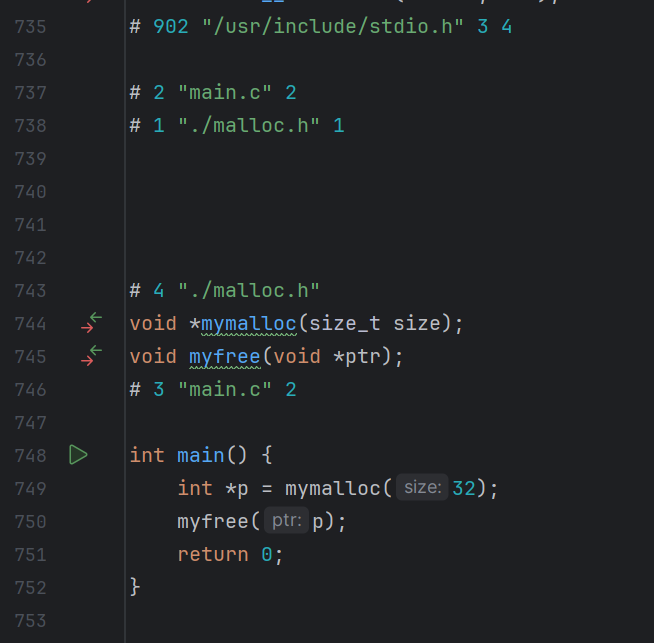 735 # 902 "/usr/include/stdio.h" 3 4
736
737 # 2 "main.c" 2
738 # 1 "./malloc.h" 1
739
740
741
742
743 # 4 "./malloc.h"
744 void *mymalloc(size_t size);
745 void myfree(void *ptr);
746 # 3 "main.c" 2
747
748 int main() {
749     int *p = mymalloc( size: 32);
750     myfree( ptr: p);
751     return 0;
752 }
753